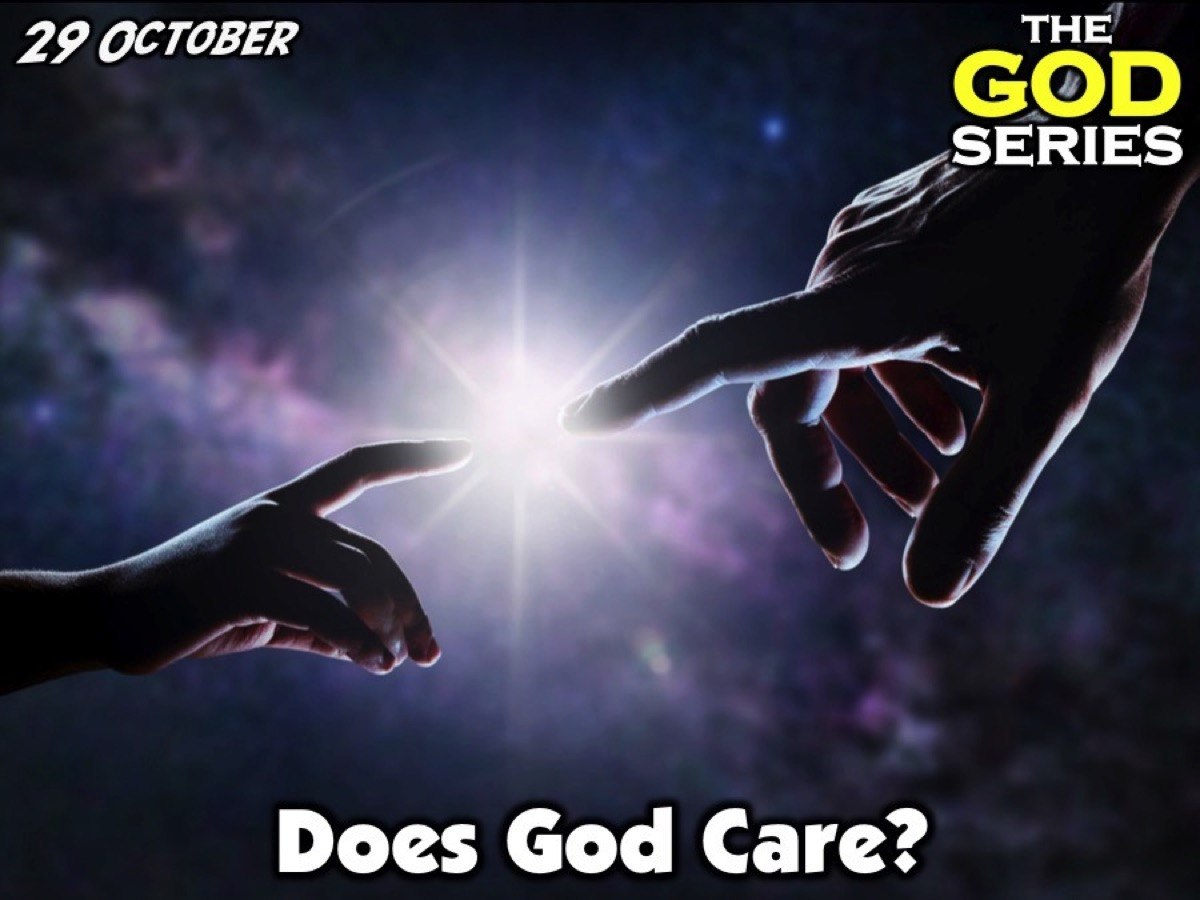 29 October
THE
GOD
SERIES
Does God Care?